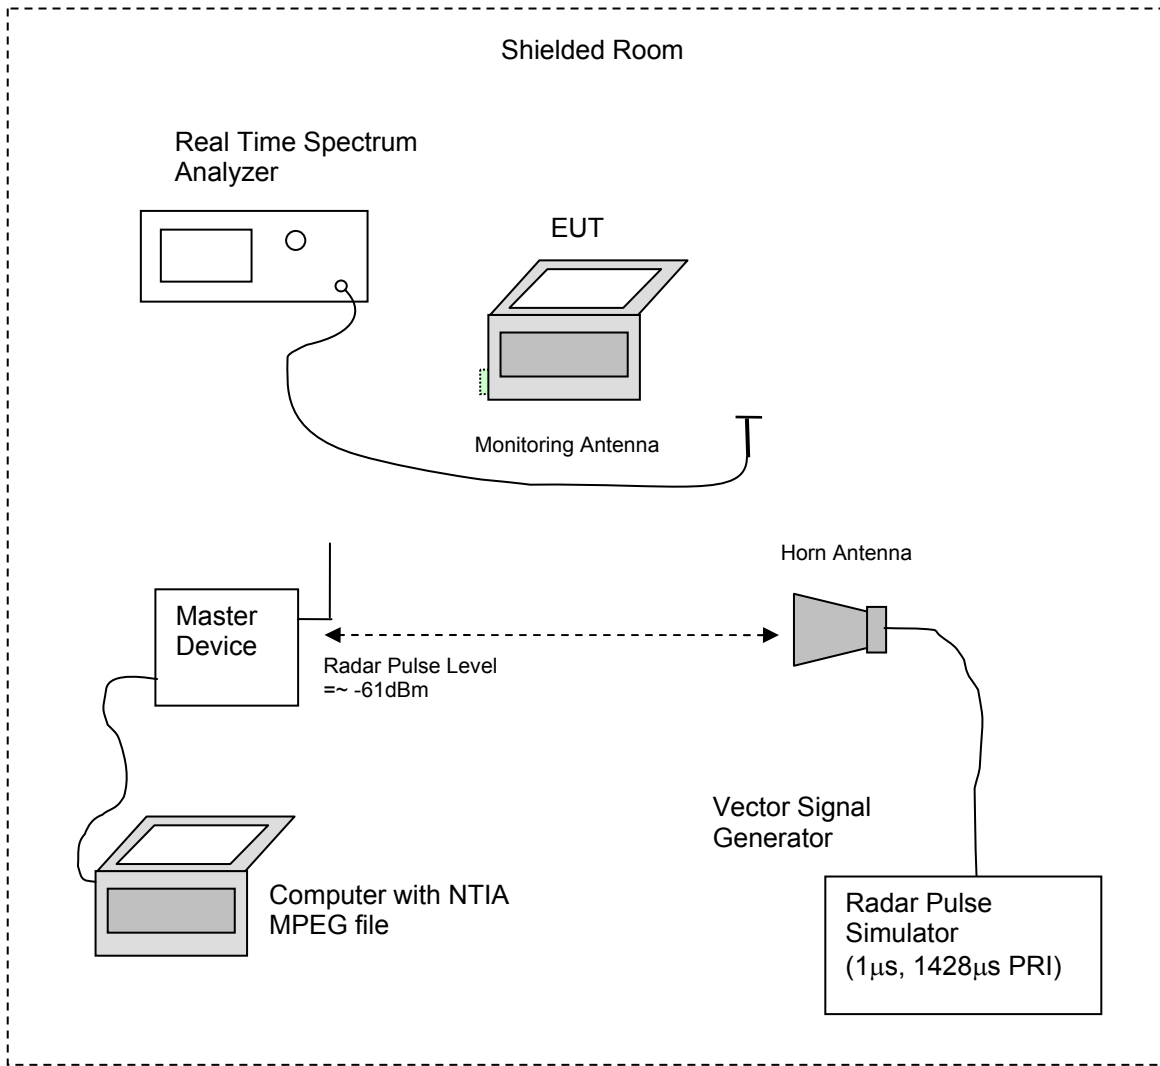 Shielded Room
Real Time Spectrum
Analyzer
EUT
Monitoring Antenna
Horn Antenna
Master
Device
Radar Pulse Level
=~ -61dBm
Vector Signal
Generator
Computer with NTIA
MPEG file
Radar Pulse
Simulator
(1μs, 1428μs PRI)